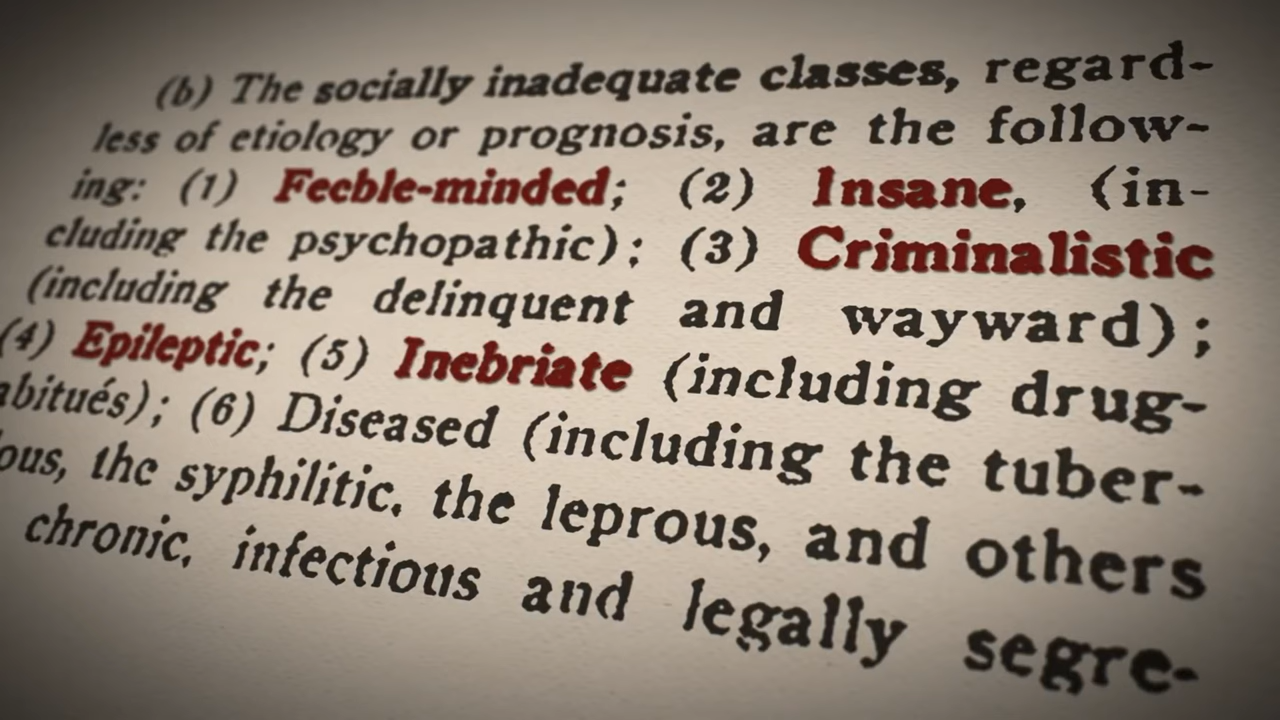 (b) The socially inadequate classes, regard-
less of etiology or prognosis, are the follow-
ing: (1) Feeble-minded; (2) Insane, (in-
cluding the psychopathic); (3) Criminalistic
(including the delinquent and wayward);
(4) Epileptic; (5) Inebriate (including drug-
abitués); (6) Diseased (including the tuber-
ous, the syphilitic, the leprous, and others
chronic, infectious and legally segre-